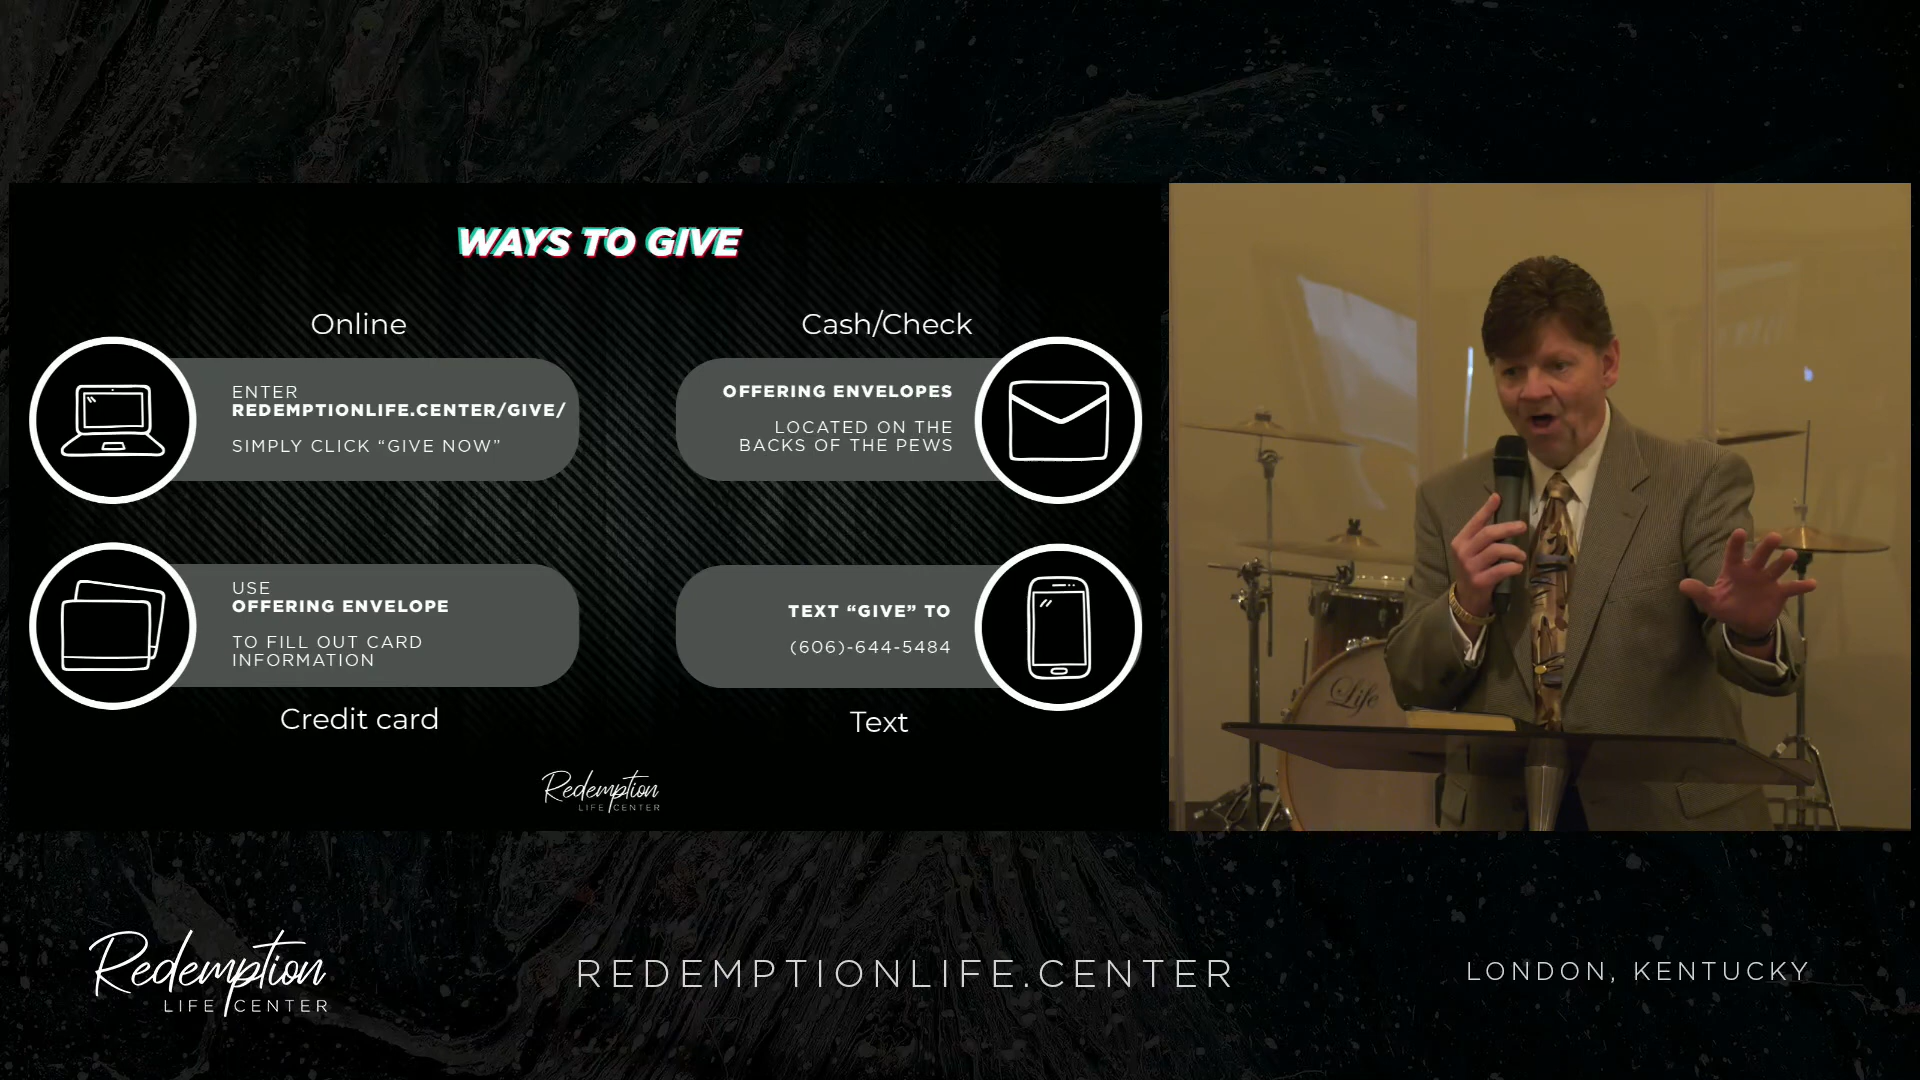 WAYS TO GIVE
Online
ENTER
REDEMPTIONLIFE.CENTER/GIVE/
SIMPLY CLICK “GIVE NOW”
Cash/Check
OFFERING ENVELOPES
LOCATED ON THE
BACKS OF THE PEWS
USE
OFFERING ENVELOPE
TO FILL OUT CARD
INFORMATION
Credit card
TEXT “GIVE” TO
(606)-644-5484
Text
Redemption
LIFE CENTER
Life
Redemption
LIFE CENTER
REDEMPTIONLIFE.CENTER
LONDON, KENTUCKY